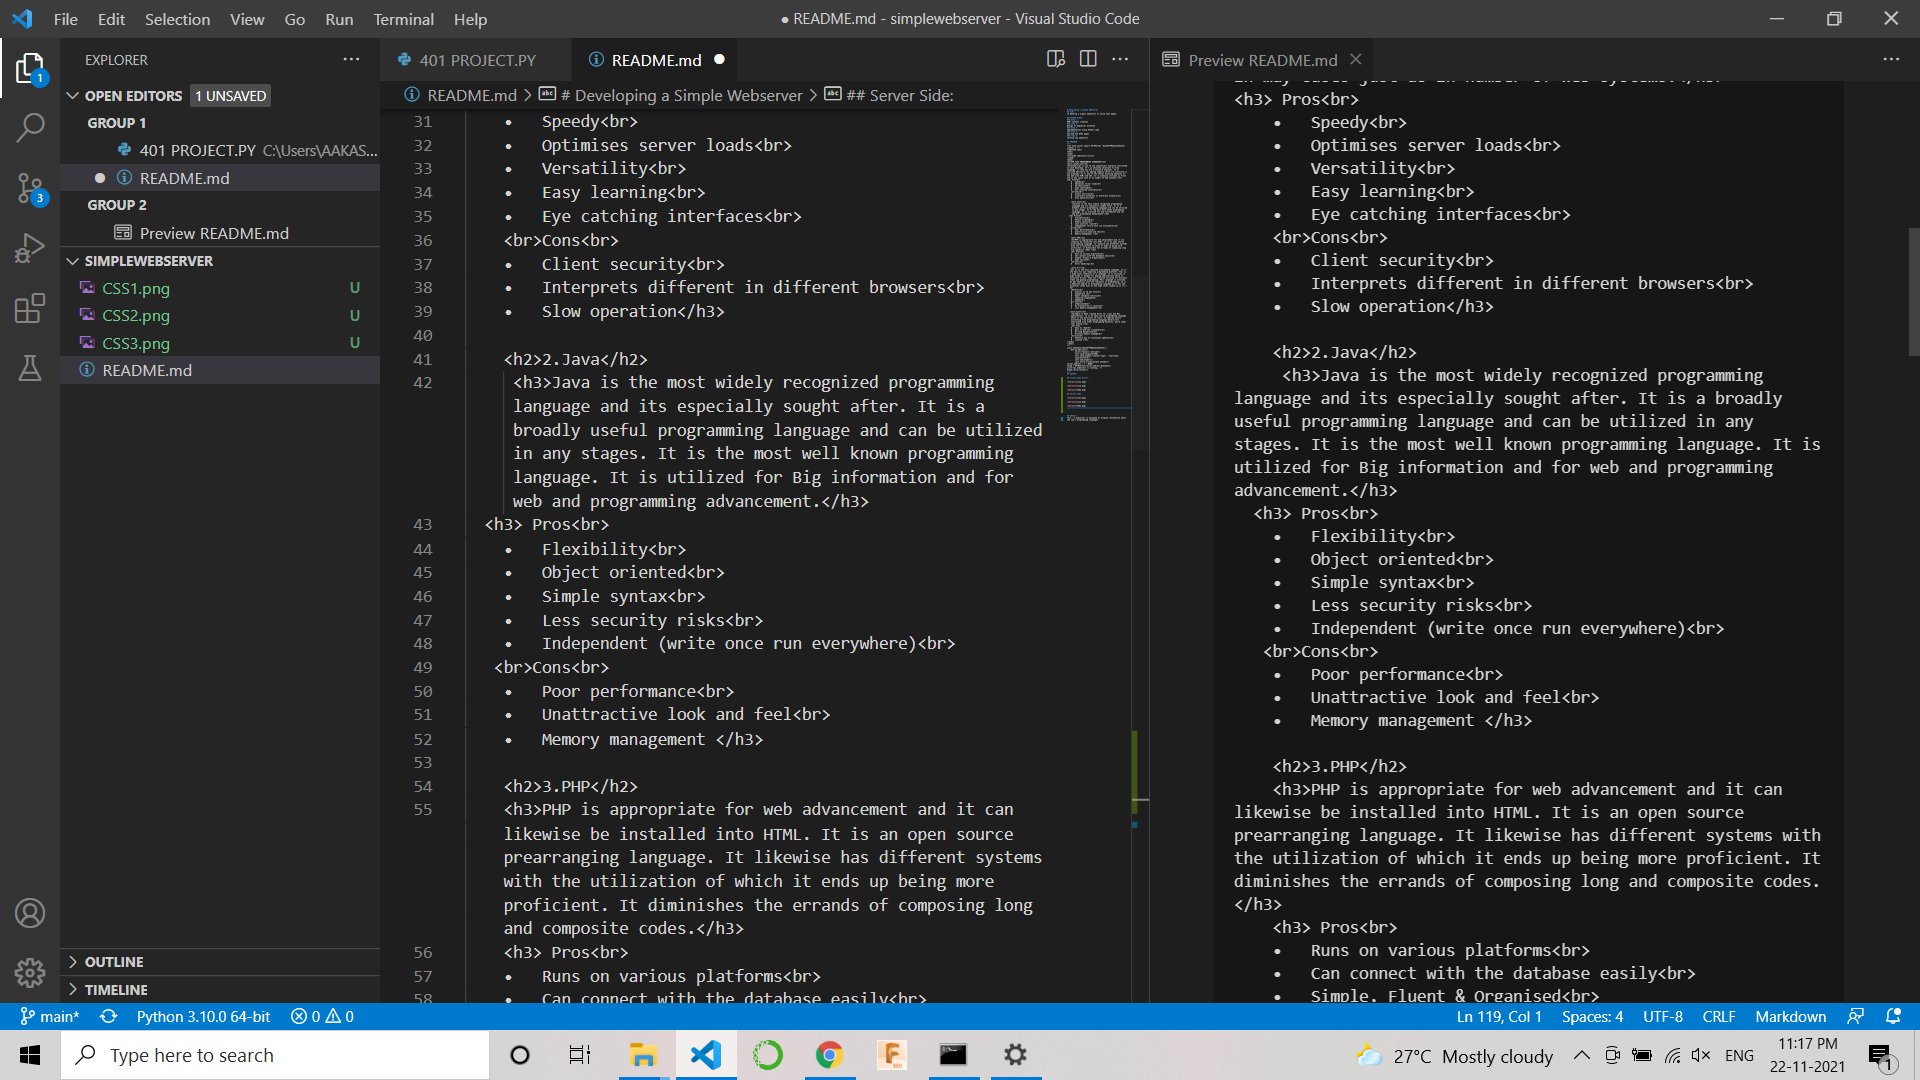 File Edit Selection View Go Run Terminal Help
● README.md - simplewebserver - Visual Studio Code
EXPLORER
OPEN EDITORS 1 UNSAVED
GROUP 1
401 PROJECT.PY C:\Users\AAKAS...
README.md
GROUP 2
Preview README.md
SIMPLEWEBSERVER
CSS1.png U
CSS2.png U
CSS3.png U
README.md
OUTLINE
TIMELINE
401 PROJECT.PY
README.md
README.md > # Developing a Simple Webserver > ## Server Side:
31 • Speedy<br>
32 • Optimises server loads<br>
33 • Versatility<br>
34 • Easy learning<br>
35 • Eye catching interfaces<br>
36 <br>Cons<br>
37 • Client security<br>
38 • Interprets different in different browsers<br>
39 • Slow operation</h3>
40
41 <h2>2.Java</h2>
42 <h3>Java is the most widely recognized programming
language and its especially sought after. It is a
broadly useful programming language and can be utilized
in any stages. It is the most well known programming
language. It is utilized for Big information and for
web and programming advancement.</h3>
43 <h3> Pros<br>
44 • Flexibility<br>
45 • Object oriented<br>
46 • Simple syntax<br>
47 • Less security risks<br>
48 • Independent (write once run everywhere)<br>
49 <br>Cons<br>
50 • Poor performance<br>
51 • Unattractive look and feel<br>
52 • Memory management </h3>
53
54 <h2>3.PHP</h2>
55 <h3>PHP is appropriate for web advancement and it can
likewise be installed into HTML. It is an open source
prearranging language. It likewise has different systems
with the utilization of which it ends up being more
proficient. It diminishes the errands of composing long
and composite codes.</h3>
56 <h3> Pros<br>
57 • Runs on various platforms<br>
58 • Can connect with the database easily<br>
Preview README.md
<h3> Pros<br>
• Speedy<br>
• Optimises server loads<br>
• Versatility<br>
• Easy learning<br>
• Eye catching interfaces<br>
<br>Cons<br>
• Client security<br>
• Interprets different in different browsers<br>
• Slow operation</h3>
<h2>2.Java</h2>
<h3>Java is the most widely recognized programming
language and its especially sought after. It is a broadly
useful programming language and can be utilized in any
stages. It is the most well known programming language. It is
utilized for Big information and for web and programming
advancement.</h3>
<h3> Pros<br>
• Flexibility<br>
• Object oriented<br>
• Simple syntax<br>
• Less security risks<br>
• Independent (write once run everywhere)<br>
<br>Cons<br>
• Poor performance<br>
• Unattractive look and feel<br>
• Memory management </h3>
<h2>3.PHP</h2>
<h3>PHP is appropriate for web advancement and it can
likewise be installed into HTML. It is an open source
prearranging language. It likewise has different systems with
the utilization of which it ends up being more proficient. It
diminishes the errands of composing long and composite codes.
</h3>
<h3> Pros<br>
• Runs on various platforms<br>
• Can connect with the database easily<br>
• Simple, Fluent & Organised<br>
main* Python 3.10.0 64-bit 0 0
Ln 119, Col 1 Spaces: 4 UTF-8 CRLF Markdown
Type here to search
27°C Mostly cloudy ENG
11:17 PM
22-11-2021
1